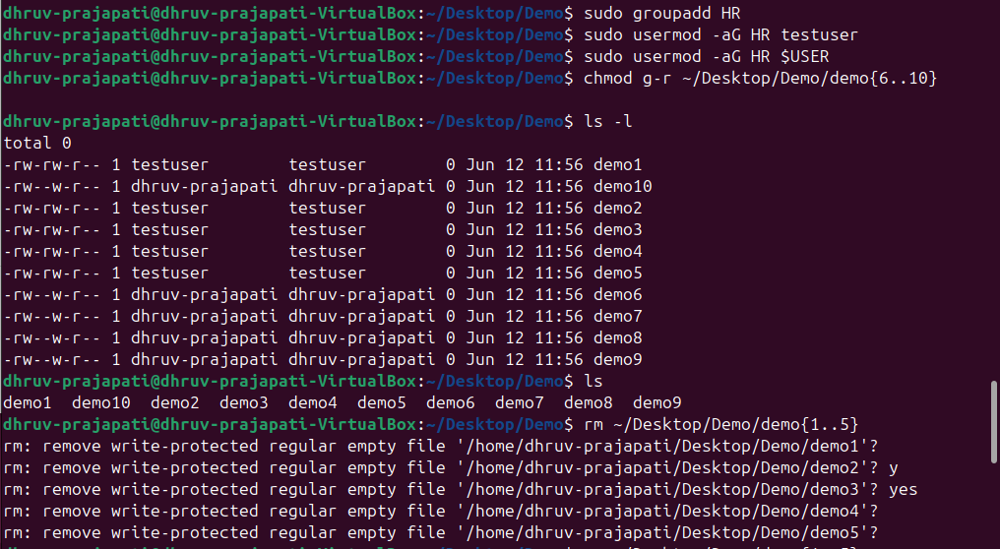 dhruv-prajapati@dhruv-prajapati-VirtualBox:~/Desktop/Demo$ sudo groupadd HR
dhruv-prajapati@dhruv-prajapati-VirtualBox:~/Desktop/Demo$ sudo usermod -aG HR testuser
dhruv-prajapati@dhruv-prajapati-VirtualBox:~/Desktop/Demo$ sudo usermod -aG HR $USER
dhruv-prajapati@dhruv-prajapati-VirtualBox:~/Desktop/Demo$ chmod g-r ~/Desktop/Demo/demo{6..10}
dhruv-prajapati@dhruv-prajapati-VirtualBox:~/Desktop/Demo$ ls -l
total 0
-rw-rw-r-- 1 testuser        testuser        0 Jun 12 11:56 demo1
-rw--w-r-- 1 dhruv-prajapati dhruv-prajapati 0 Jun 12 11:56 demo10
-rw-rw-r-- 1 testuser        testuser        0 Jun 12 11:56 demo2
-rw-rw-r-- 1 testuser        testuser        0 Jun 12 11:56 demo3
-rw-rw-r-- 1 testuser        testuser        0 Jun 12 11:56 demo4
-rw-rw-r-- 1 testuser        testuser        0 Jun 12 11:56 demo5
-rw--w-r-- 1 dhruv-prajapati dhruv-prajapati 0 Jun 12 11:56 demo6
-rw--w-r-- 1 dhruv-prajapati dhruv-prajapati 0 Jun 12 11:56 demo7
-rw--w-r-- 1 dhruv-prajapati dhruv-prajapati 0 Jun 12 11:56 demo8
-rw--w-r-- 1 dhruv-prajapati dhruv-prajapati 0 Jun 12 11:56 demo9
dhruv-prajapati@dhruv-prajapati-VirtualBox:~/Desktop/Demo$ ls
demo1  demo10  demo2  demo3  demo4  demo5  demo6  demo7  demo8  demo9
dhruv-prajapati@dhruv-prajapati-VirtualBox:~/Desktop/Demo$ rm ~/Desktop/Demo/demo{1..5}
rm: remove write-protected regular empty file '/home/dhruv-prajapati/Desktop/Demo/demo1'?
rm: remove write-protected regular empty file '/home/dhruv-prajapati/Desktop/Demo/demo2'? y
rm: remove write-protected regular empty file '/home/dhruv-prajapati/Desktop/Demo/demo3'? yes
rm: remove write-protected regular empty file '/home/dhruv-prajapati/Desktop/Demo/demo4'?
rm: remove write-protected regular empty file '/home/dhruv-prajapati/Desktop/Demo/demo5'?